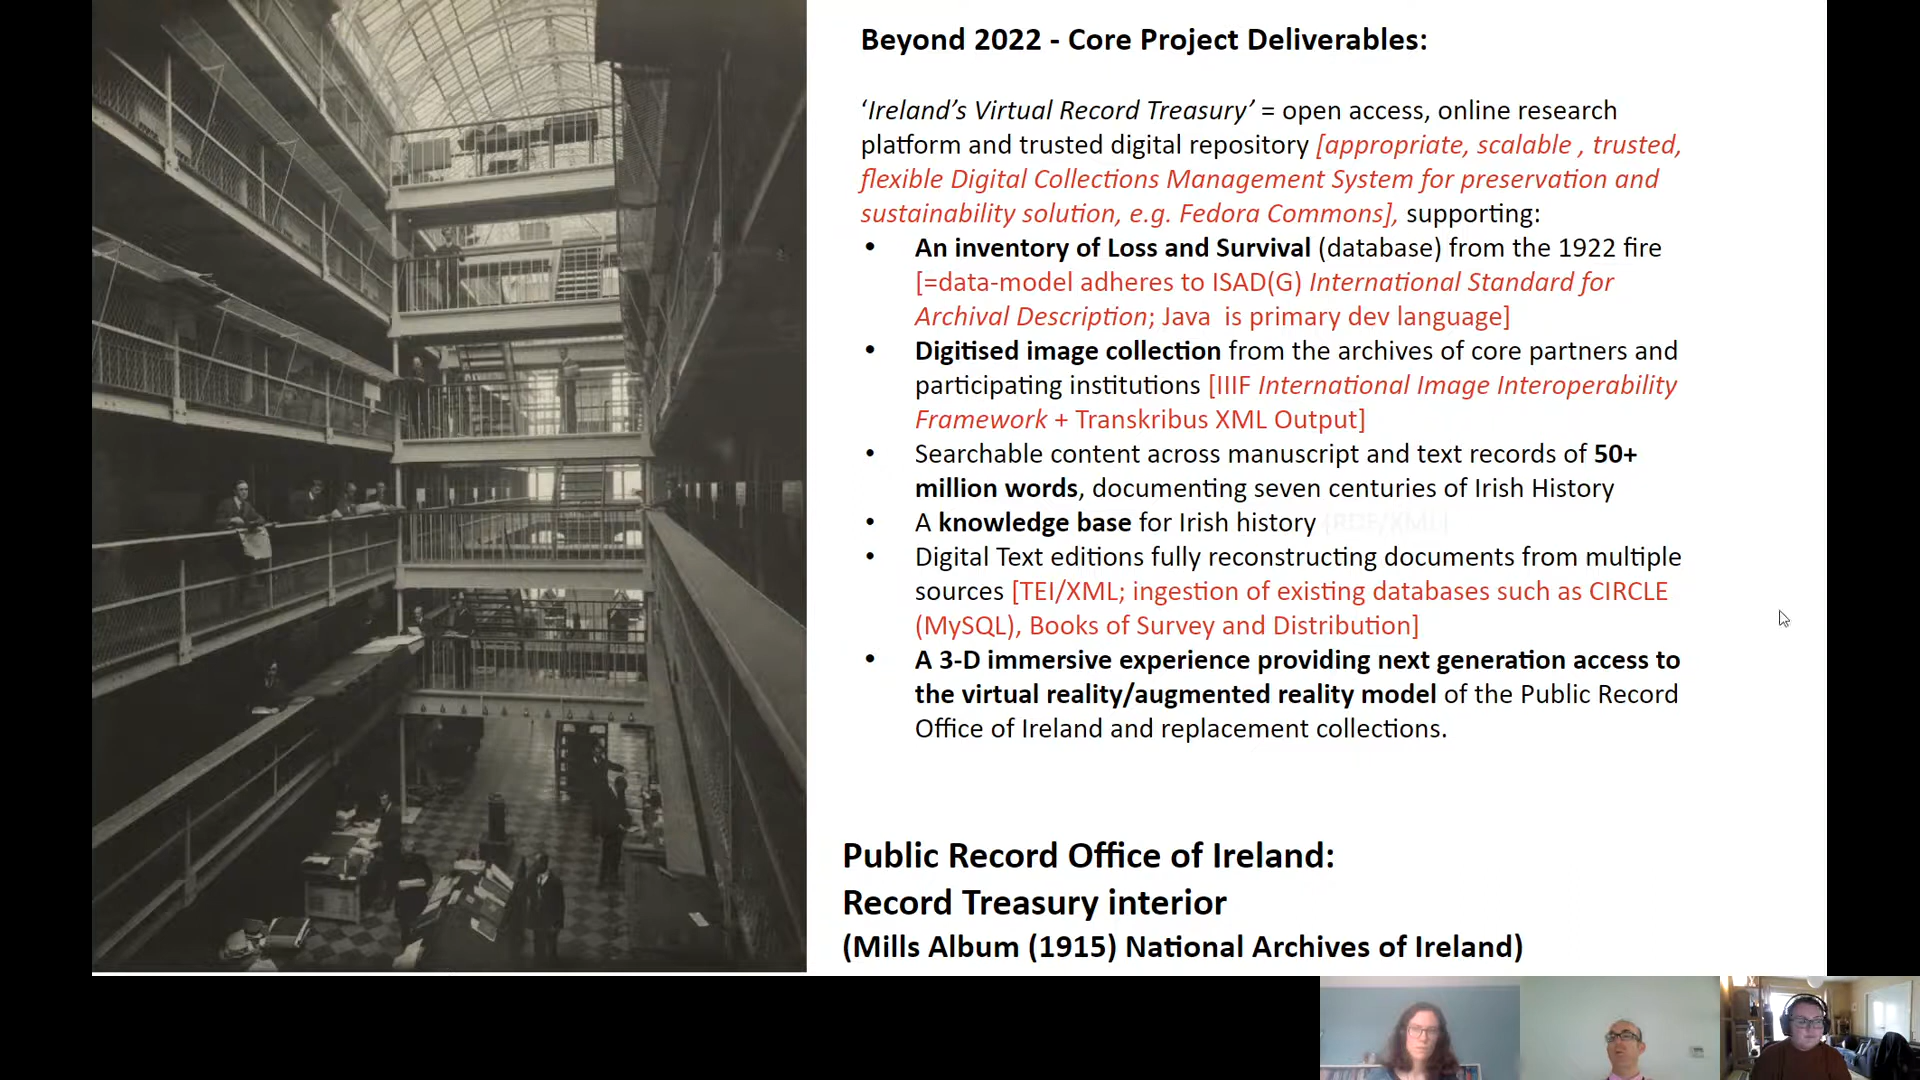 Beyond 2022 - Core Project Deliverables:
‘Ireland’s Virtual Record Treasury’ = open access, online research
platform and trusted digital repository [appropriate, scalable , trusted,
flexible Digital Collections Management System for preservation and
sustainability solution, e.g. Fedora Commons], supporting:
• An inventory of Loss and Survival (database) from the 1922 fire
[=data-model adheres to ISAD(G) International Standard for
Archival Description; Java  is primary dev language]
• Digitised image collection from the archives of core partners and
participating institutions [IIIF International Image Interoperability
Framework + Transkribus XML Output]
• Searchable content across manuscript and text records of 50+
million words, documenting seven centuries of Irish History
• A knowledge base for Irish history [RDF/XML]
• Digital Text editions fully reconstructing documents from multiple
sources [TEI/XML; ingestion of existing databases such as CIRCLE
(MySQL), Books of Survey and Distribution]
• A 3-D immersive experience providing next generation access to
the virtual reality/augmented reality model of the Public Record
Office of Ireland and replacement collections.
Public Record Office of Ireland:
Record Treasury interior
(Mills Album (1915) National Archives of Ireland)